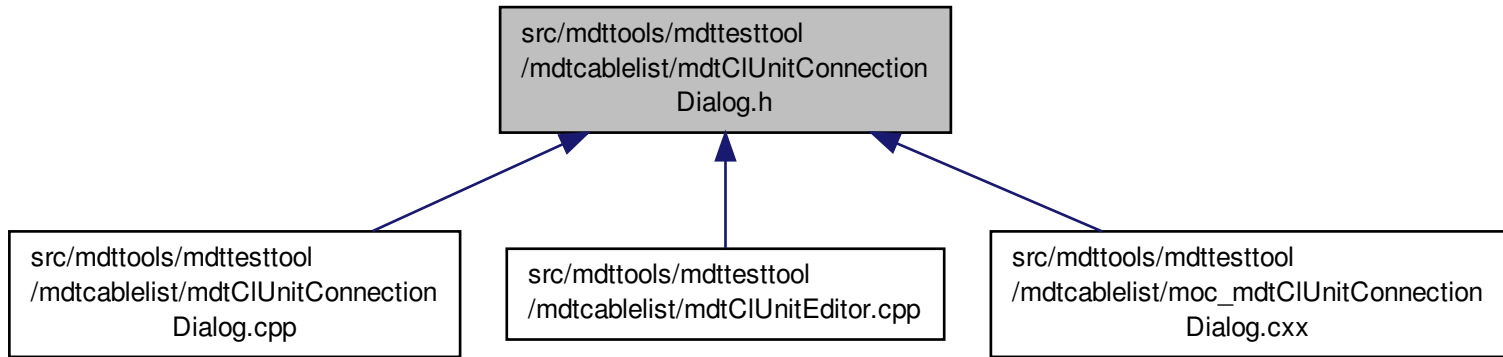 src/mdttools/mdttesttool
/mdtcablelist/mdtClUnitConnection
Dialog.h
src/mdttools/mdttesttool
/mdtcablelist/mdtClUnitConnection
Dialog.cpp
src/mdttools/mdttesttool
/mdtcablelist/mdtClUnitEditor.cpp
src/mdttools/mdttesttool
/mdtcablelist/moc_mdtClUnitConnection
Dialog.cxx